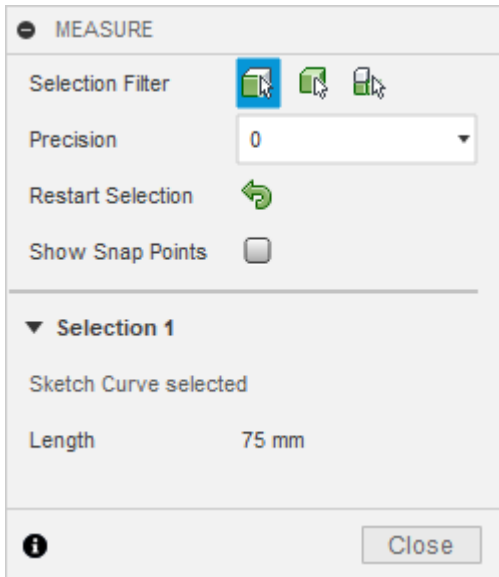 MEASURE
Selection Filter
Precision 0
Restart Selection
Show Snap Points
Selection 1
Sketch Curve selected
Length 75 mm
Close